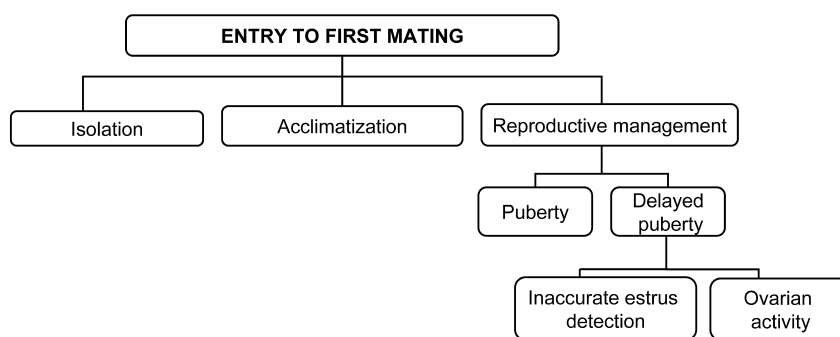 ENTRY TO FIRST MATING
Isolation
Acclimatization
Reproductive management
Puberty
Delayed
puberty
Inaccurate estrus
detection
Ovarian
activity